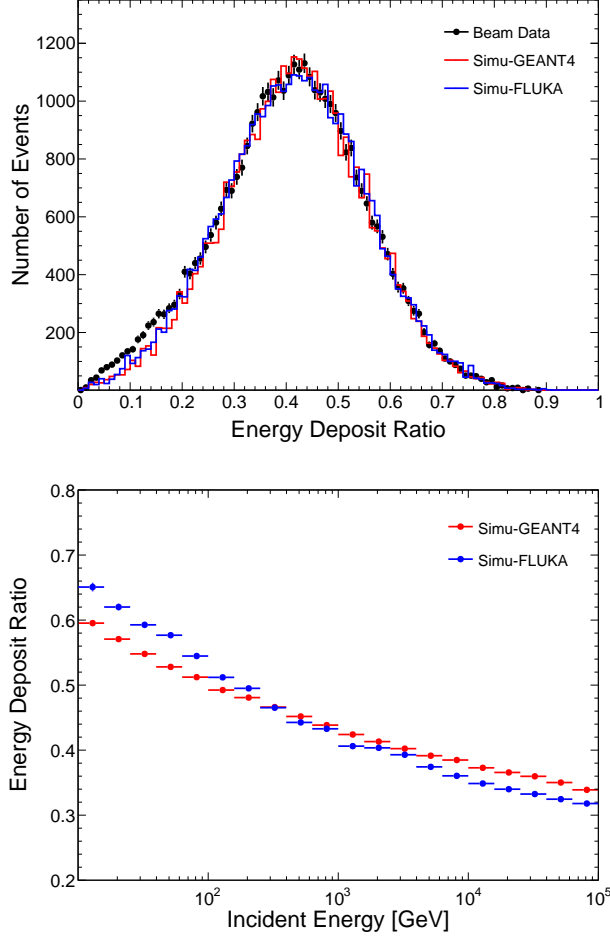 1200
1000
800
600
400
200
Number of Events
Beam Data
Simu-GEANT4
Simu-FLUKA
0 0.1 0.2 0.3 0.4 0.5 0.6 0.7 0.8 0.9 1
Energy Deposit Ratio
0.8
0.7
0.6
0.5
0.4
0.3
0.2
Energy Deposit Ratio
Simu-GEANT4
Simu-FLUKA
10² 10³ 10⁴ 10⁵
Incident Energy [GeV]